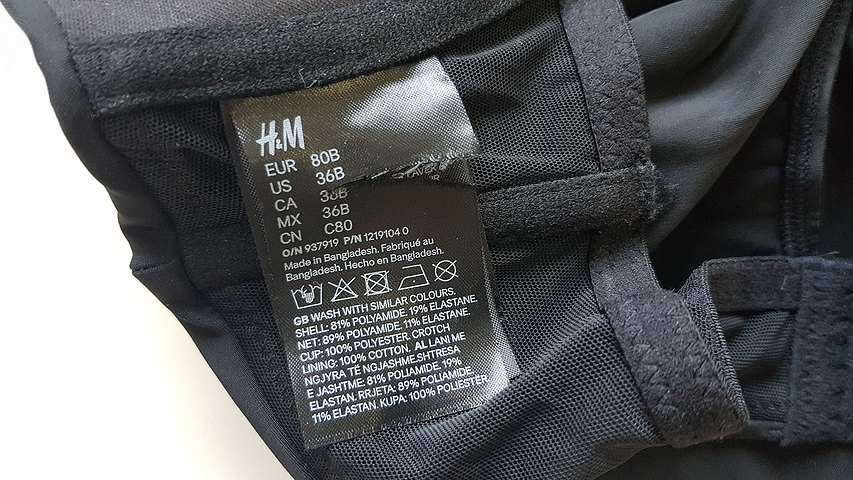 H&M
EUR 80B
US 36B
CA 36B
MX 36B
CN C80
O/N 937919 P/N 1219104 0
Made in Bangladesh. Fabriqué au
Bangladesh. Hecho en Bangladesh.
GB WASH WITH SIMILAR COLOURS.
SHELL: 81% POLYAMIDE. 19% ELASTANE.
NET: 89% POLYAMIDE. 11% ELASTANE.
CUP: 100% POLYESTER. CROTCH
LINING: 100% COTTON. AL LANI ME
NGJYRA TË NGJASHME.SHTRESA
E JASHTME: 81% POLIAMIDE. 19%
ELASTAN. RRJETA: 89% POLIAMIDE.
11% ELASTAN. KUPA: 100% POLIESTER.